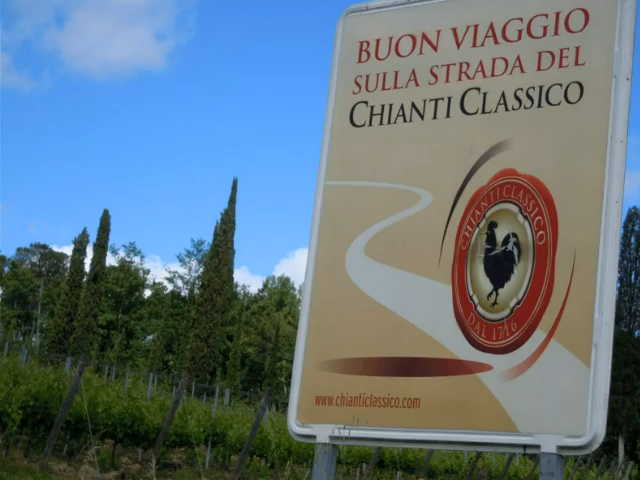 BUON VIAGGIO
SULLA STRADA DEL
CHIANTI CLASSICO
CHIANTI CLASSICO
DAL 1716
www.chianticlassico.com